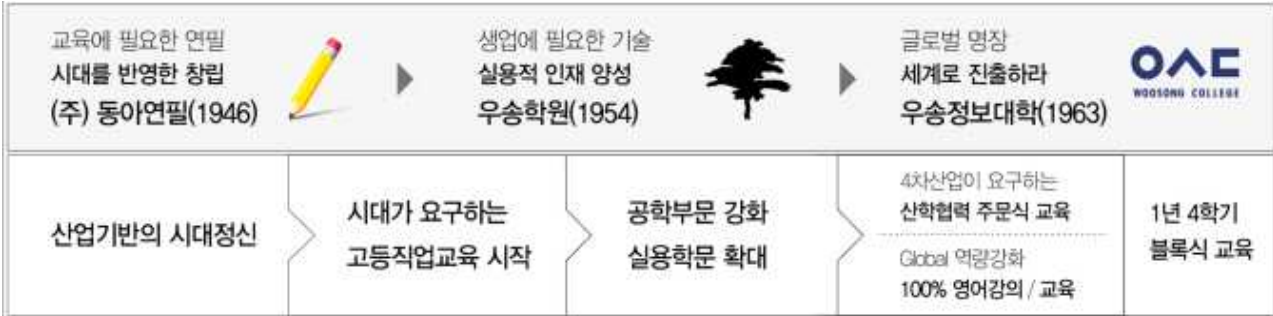 교육에 필요한 연필
시대를 반영한 창립
(주) 동아연필(1946)
생업에 필요한 기술
실용적 인재 양성
우송학원(1954)
글로벌 명장
세계로 진출하라
우송정보대학(1963)
WOOSONG COLLEGE
산업기반의 시대정신
시대가 요구하는
고등직업교육 시작
공학부문 강화
실용학문 확대
4차산업이 요구하는
산학협력 주문식 교육
Global 역량강화
100% 영어강의 / 교육
1년 4학기
블록식 교육